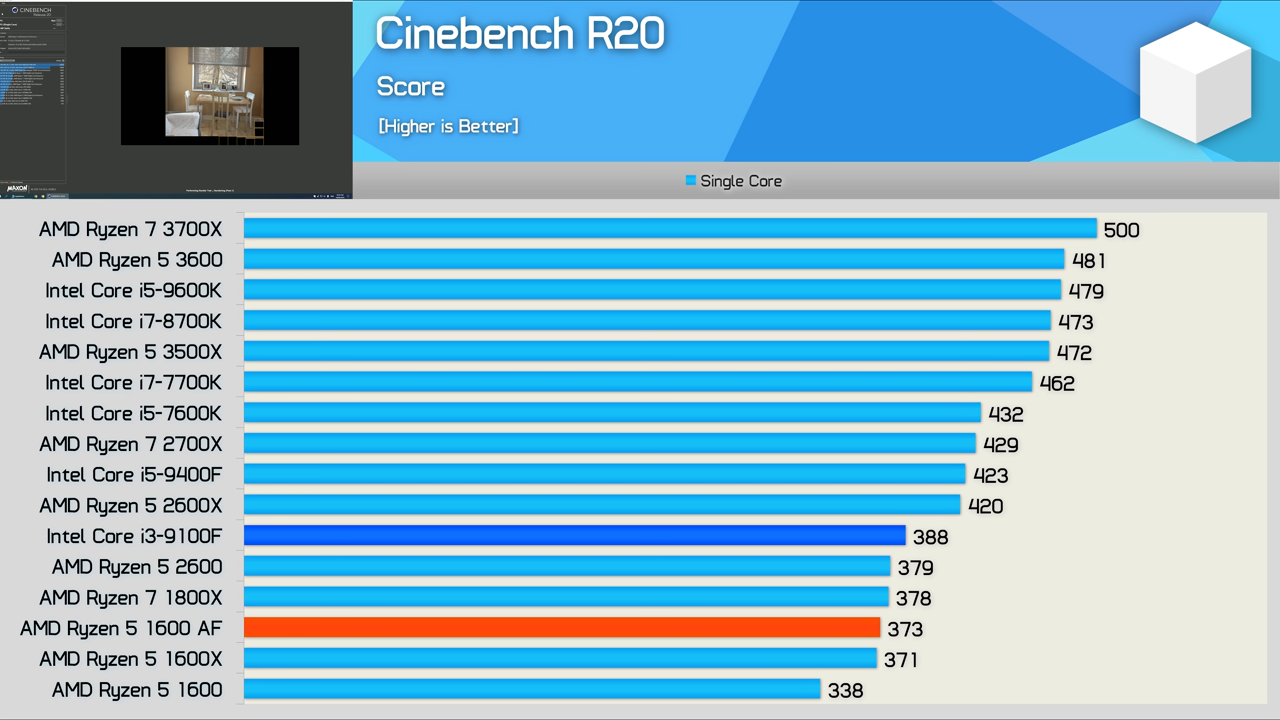 CINEBENCH
MAXON
Cinebench R20
Score
[Higher is Better]
Single Core
AMD Ryzen 7 3700X 500
AMD Ryzen 5 3600 481
Intel Core i5-9600K 479
Intel Core i7-8700K 473
AMD Ryzen 5 3500X 472
Intel Core i7-7700K 462
Intel Core i5-7600K 432
AMD Ryzen 7 2700X 429
Intel Core i5-9400F 423
AMD Ryzen 5 2600X 420
Intel Core i3-9100F 388
AMD Ryzen 5 2600 379
AMD Ryzen 7 1800X 378
AMD Ryzen 5 1600 AF 373
AMD Ryzen 5 1600X 371
AMD Ryzen 5 1600 338